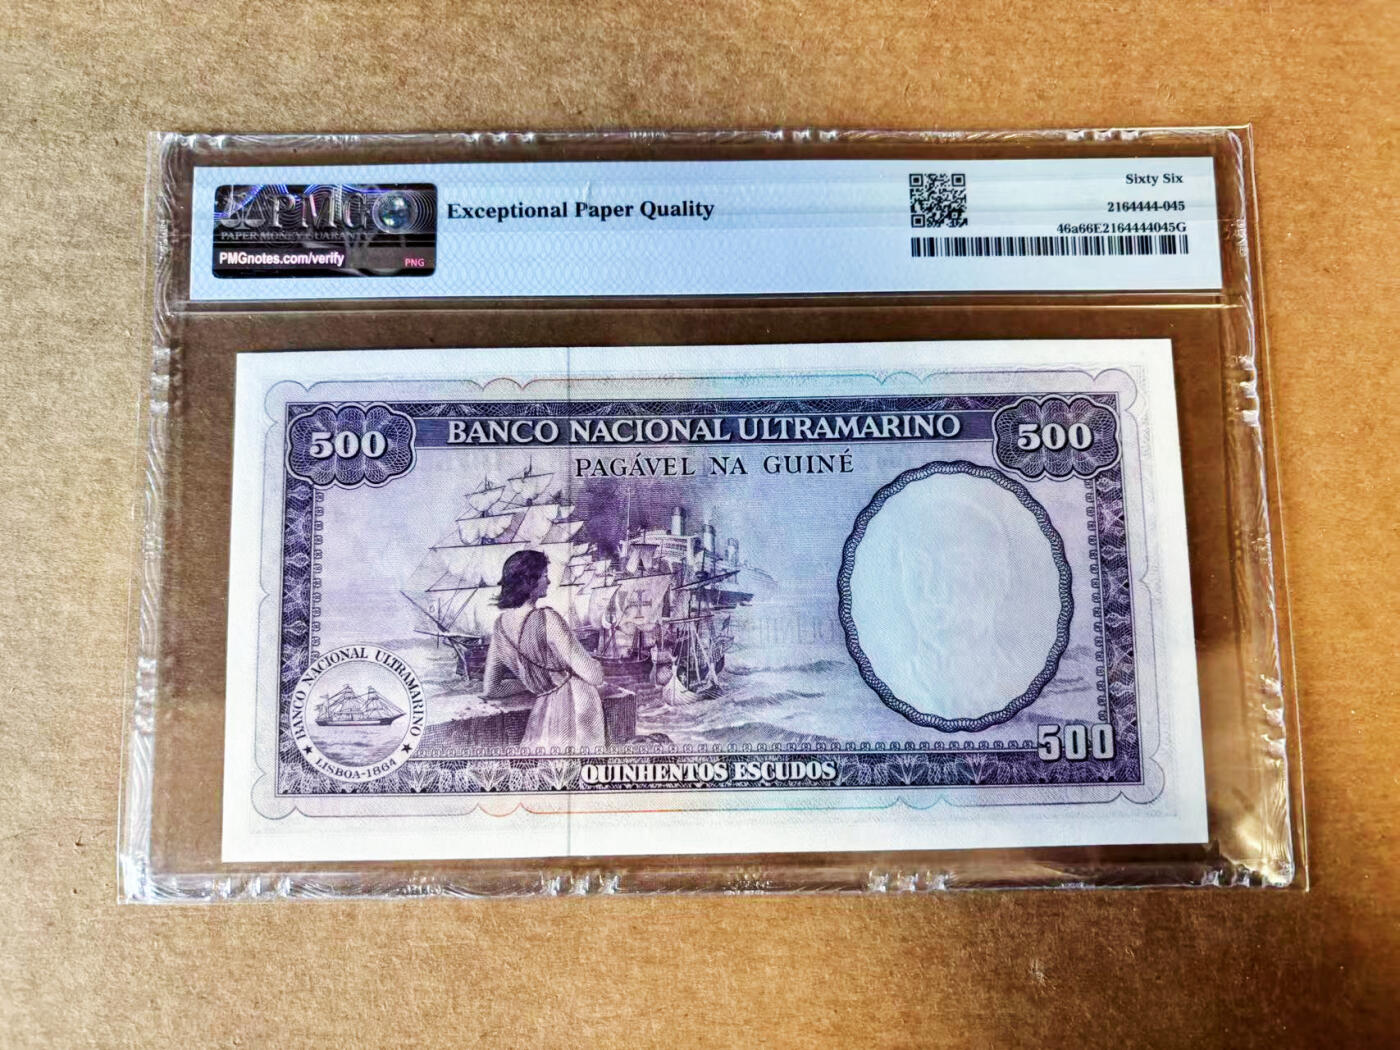 PMG
PAPER MONEY GUARANTY
PMGnotes.com/verify
PNG
Exceptional Paper Quality
Sixty Six
2164444-045
46a66E2164444045G
500
BANCO NACIONAL ULTRAMARINO
500
PAGÁVEL NA GUINÉ
BANCO NACIONAL ULTRAMARINO
LISBOA-1864
500
QUINHENTOS ESCUDOS